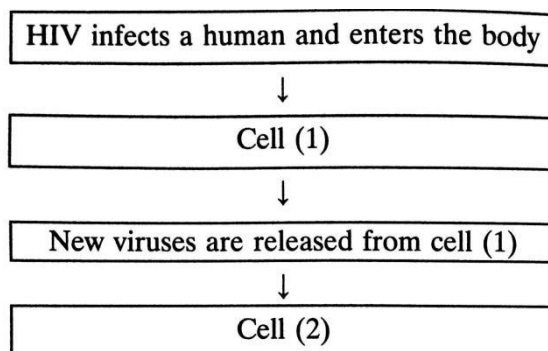 HIV infects a human and enters the body
↓
Cell (1)
↓
New viruses are released from cell (1)
↓
Cell (2)